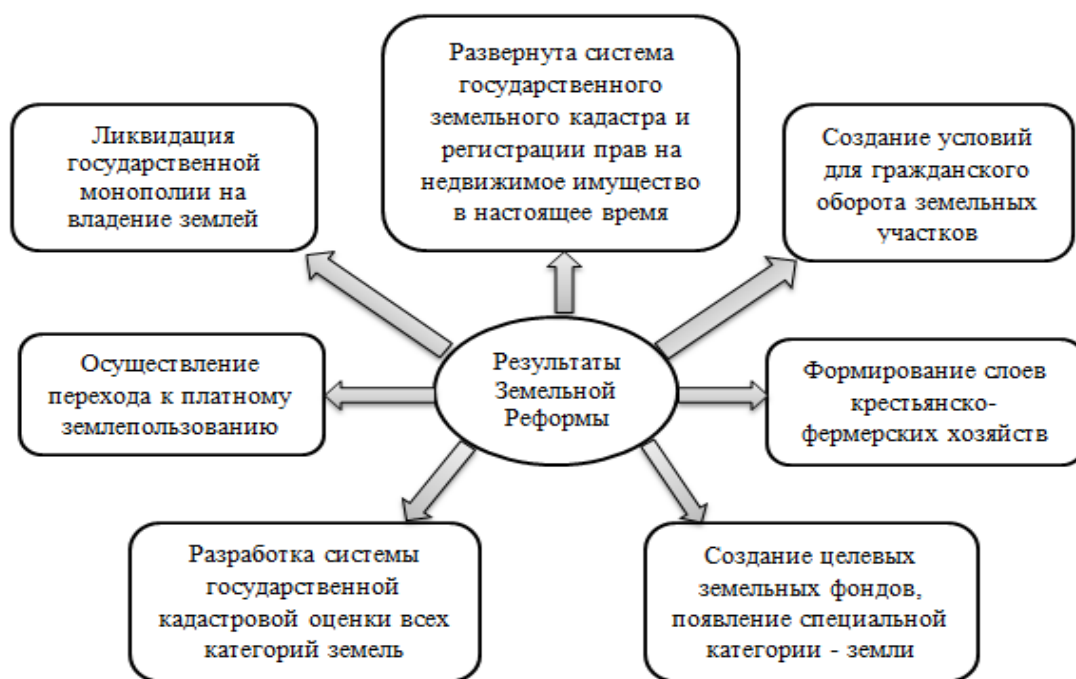 Развернута система
государственного
земельного кадастра и
регистрации прав на
недвижимое имущество
в настоящее время
Ликвидация
государственной
монополии на
владение землей
Создание условий
для гражданского
оборота земельных
участков
Осуществление
перехода к платному
землепользованию
Результаты
Земельной
Реформы
Формирование слоев
крестьянско-
фермерских хозяйств
Разработка системы
государственной
кадастровой оценки всех
категорий земель
Создание целевых
земельных фондов,
появление специальной
категории - земли